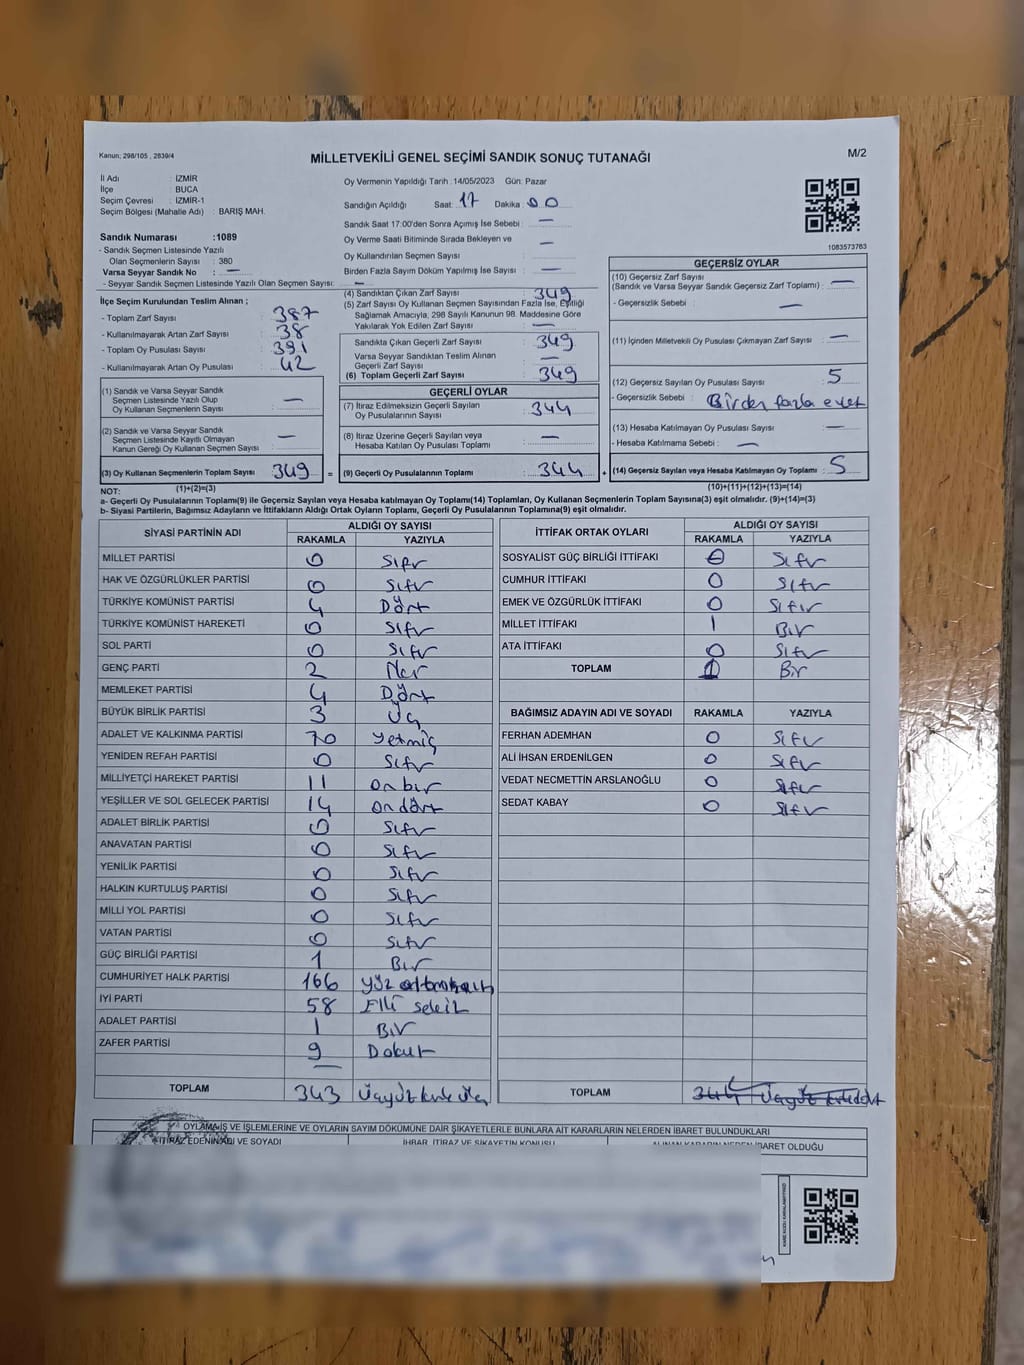 Kanun; 298/105 , 2839/4
MİLLETVEKİLİ GENEL SEÇİMİ SANDIK SONUÇ TUTANAĞI
M/2
İl Adı : İZMİR
İlçe : BUCA
Seçim Çevresi : İZMİR-1
Seçim Bölgesi (Mahalle Adı) : BARIŞ MAH.
Oy Vermenin Yapıldığı Tarih : 14/05/2023 Gün: Pazar
Sandığın Açıldığı Saat: 17 Dakika: 00
Sandık Saat 17:00'den Sonra Açımış İse Sebebi : —
Oy Verme Saati Bitiminde Sırada Bekleyen ve
Oy Kullandırılan Seçmen Sayısı : —
Birden Fazla Sayım Döküm Yapılmış İse Sayısı : —
1083573763
Sandık Numarası :1089
- Sandık Seçmen Listesinde Yazılı
Olan Seçmenlerin Sayısı : 380
Varsa Seyyar Sandık No : —
- Seyyar Sandık Seçmen Listesinde Yazılı Olan Seçmen Sayısı: —
İlçe Seçim Kurulundan Teslim Alınan ;
- Toplam Zarf Sayısı : 387
- Kullanılmayarak Artan Zarf Sayısı : 38
- Toplam Oy Pusulası Sayısı : 391
- Kullanılmayarak Artan Oy Pusulası : 42
(1) Sandık ve Varsa Seyyar Sandık
Seçmen Listesinde Yazılı Olup
Oy Kullanan Seçmenlerin Sayısı : —
(2) Sandık ve Varsa Seyyar Sandık
Seçmen Listesinde Kayıtlı Olmayan
Kanun Gereği Oy Kullanan Seçmen Sayısı : —
(3) Oy Kullanan Seçmenlerin Toplam Sayısı : 349
(1)+(2)=(3)
(4) Sandıktan Çıkan Zarf Sayısı : 349
(5) Zarf Sayısı Oy Kullanan Seçmen Sayısından Fazla İse, Eşitliği
Sağlamak Amacıyla, 298 Sayılı Kanunun 98. Maddesine Göre
Yakılarak Yok Edilen Zarf Sayısı : —
Sandıkta Çıkan Geçerli Zarf Sayısı : 349
Varsa Seyyar Sandıktan Teslim Alınan
Geçerli Zarf Sayısı : —
(6) Toplam Geçerli Zarf Sayısı : 349
GEÇERLİ OYLAR
(7) İtiraz Edilmeksizin Geçerli Sayılan
Oy Pusulalarının Sayısı : 344
(8) İtiraz Üzerine Geçerli Sayılan veya
Hesaba Katılan Oy Pusulası Toplamı : —
= (9) Geçerli Oy Pusulalarının Toplamı : 344 +
GEÇERSİZ OYLAR
(10) Geçersiz Zarf Sayısı
(Sandık ve Varsa Seyyar Sandık Geçersiz Zarf Toplamı) : —
- Geçersizlik Sebebi : —
(11) İçinden Milletvekili Oy Pusulası Çıkmayan Zarf Sayısı : —
(12) Geçersiz Sayılan Oy Pusulası Sayısı : 5
- Geçersizlik Sebebi : Birden fazla evet
(13) Hesaba Katılmayan Oy Pusulası Sayısı : —
- Hesaba Katılmama Sebebi : —
(14) Geçersiz Sayılan veya Hesaba Katılmayan Oy Toplamı : 5
(10)+(11)+(12)+(13)=(14)
NOT:
a- Geçerli Oy Pusulalarının Toplamı(9) ile Geçersiz Sayılan veya Hesaba katılmayan Oy Toplamı(14) Toplamları, Oy Kullanan Seçmenlerin Toplam Sayısına(3) eşit olmalıdır. (9)+(14)=(3)
b- Siyasi Partilerin, Bağımsız Adayların ve İttifakların Aldığı Ortak Oyların Toplamı, Geçerli Oy Pusulalarının Toplamına(9) eşit olmalıdır.
SİYASİ PARTİNİN ADI
ALDIĞI OY SAYISI
RAKAMLA YAZIYLA
MİLLET PARTİSİ 0 Sıfır
HAK VE ÖZGÜRLÜKLER PARTİSİ 0 Sıfır
TÜRKİYE KOMÜNİST PARTİSİ 4 Dört
TÜRKİYE KOMÜNİST HAREKETİ 0 Sıfır
SOL PARTİ 0 Sıfır
GENÇ PARTİ 2
MEMLEKET PARTİSİ 4 Dört
BÜYÜK BİRLİK PARTİSİ 3 Üç
ADALET VE KALKINMA PARTİSİ 70 Yetmiş
YENİDEN REFAH PARTİSİ 0 Sıfır
MİLLİYETÇİ HAREKET PARTİSİ 11 On bir
YEŞİLLER VE SOL GELECEK PARTİSİ 14 On dört
ADALET BİRLİK PARTİSİ 0 Sıfır
ANAVATAN PARTİSİ 0 Sıfır
YENİLİK PARTİSİ 0 Sıfır
HALKIN KURTULUŞ PARTİSİ 0 Sıfır
MİLLİ YOL PARTİSİ 0 Sıfır
VATAN PARTİSİ 0 Sıfır
GÜÇ BİRLİĞİ PARTİSİ 1 Bir
CUMHURİYET HALK PARTİSİ 166 Yüz altmışaltı
İYİ PARTİ 58 Elli sekiz
ADALET PARTİSİ 1 Bir
ZAFER PARTİSİ 9 Dokuz
—
TOPLAM 343 Üçyüzkırküç
İTTİFAK ORTAK OYLARI
ALDIĞI OY SAYISI
RAKAMLA YAZIYLA
SOSYALİST GÜÇ BİRLİĞİ İTTİFAKI 0 Sıfır
CUMHUR İTTİFAKI 0 Sıfır
EMEK VE ÖZGÜRLÜK İTTİFAKI 0 Sıfır
MİLLET İTTİFAKI 1 Bir
ATA İTTİFAKI 0 Sıfır
TOPLAM 1 Bir
BAĞIMSIZ ADAYIN ADI VE SOYADI RAKAMLA YAZIYLA
FERHAN ADEMHAN 0 Sıfır
ALİ İHSAN ERDENİLGEN 0 Sıfır
VEDAT NECMETTİN ARSLANOĞLU 0 Sıfır
SEDAT KABAY 0 Sıfır
TOPLAM 344 Üçyüzkırkdört
OYLAMA İŞ VE İŞLEMLERİNE VE OYLARIN SAYIM DÖKÜMÜNE DAİR ŞİKAYETLERLE BUNLARA AİT KARARLARIN NELERDEN İBARET BULUNDUKLARI
İTİRAZ EDENİN ADI VE SOYADI
İHBAR, İTİRAZ VE ŞİKAYETİN KONUSU
ALINAN KARARIN NEDEN İBARET OLDUĞU